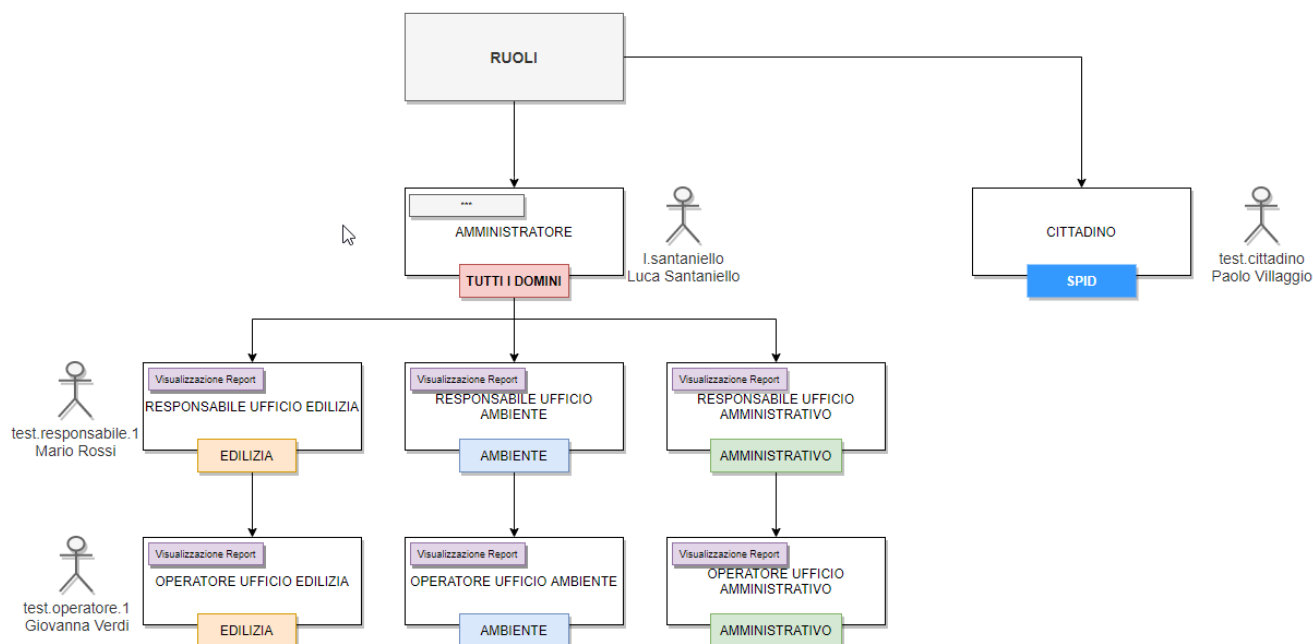 RUOLI
***
AMMINISTRATORE
TUTTI I DOMINI
l.santaniello
Luca Santaniello
CITTADINO
SPID
test.cittadino
Paolo Villaggio
test.responsabile.1
Mario Rossi
Visualizzazione Report
RESPONSABILE UFFICIO EDILIZIA
EDILIZIA
Visualizzazione Report
RESPONSABILE UFFICIO
AMBIENTE
AMBIENTE
Visualizzazione Report
RESPONSABILE UFFICIO
AMMINISTRATIVO
AMMINISTRATIVO
test.operatore.1
Giovanna Verdi
Visualizzazione Report
OPERATORE UFFICIO EDILIZIA
EDILIZIA
Visualizzazione Report
OPERATORE UFFICIO AMBIENTE
AMBIENTE
Visualizzazione Report
OPERATORE UFFICIO
AMMINISTRATIVO
AMMINISTRATIVO